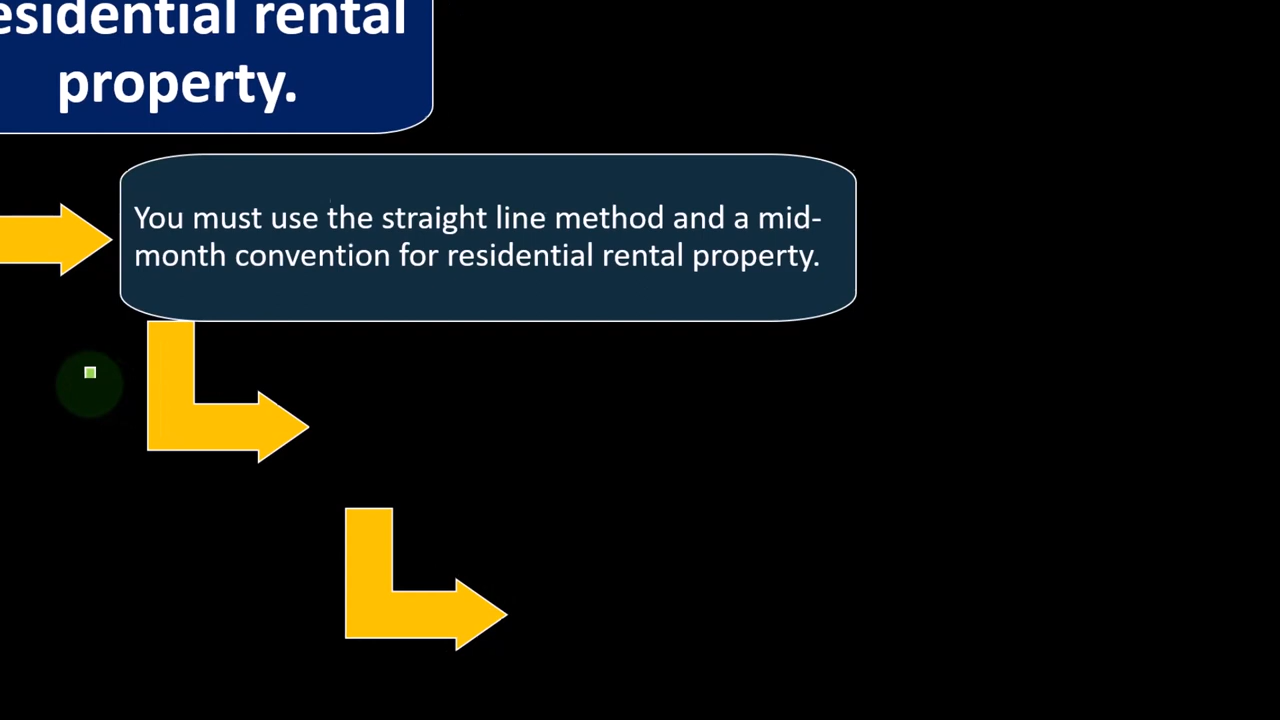 esidential rental
property.
You must use the straight line method and a mid-
month convention for residential rental property.